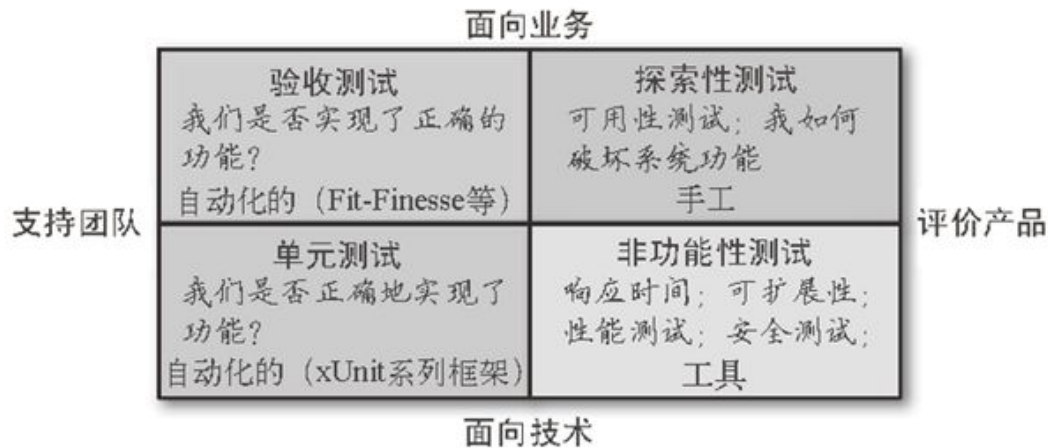 面向业务
验收测试
我们是否实现了正确的
功能？
自动化的（Fit-Finesse等）
探索性测试
可用性测试；我如何
破坏系统功能
手工
支持团队
评价产品
单元测试
我们是否正确地实现了
功能？
自动化的（xUnit系列框架）
非功能性测试
响应时间；可扩展性；
性能测试；安全测试；
工具
面向技术